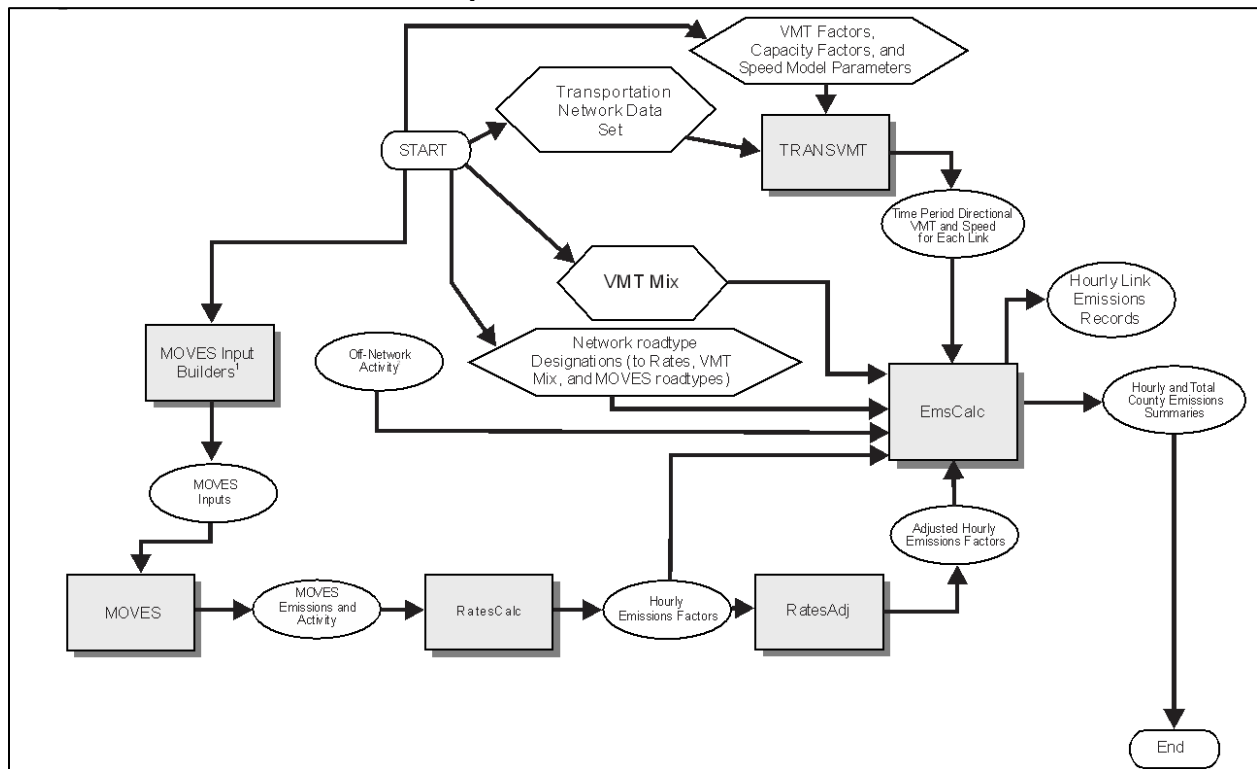 VMT Factors,
Capacity Factors, and
Speed Model Parameters
Transportation
Network Data
Set
START
TRANSVMT
Time Period Directional
VMT and Speed
for Each Link
VMT Mix
Hourly Link
Emissions
Records
MOVES Input
Builders¹
Off-Network
Activity
Network roadtype
Designations (to Rates, VMT
Mix, and MOVES roadtypes)
EmsCalc
Hourly and Total
County Emissions
Summaries
MOVES
Inputs
Adjusted Hourly
Emissions Factors
MOVES
MOVES
Emissions and
Activity
RatesCalc
Hourly
Emissions Factors
RatesAdj
End